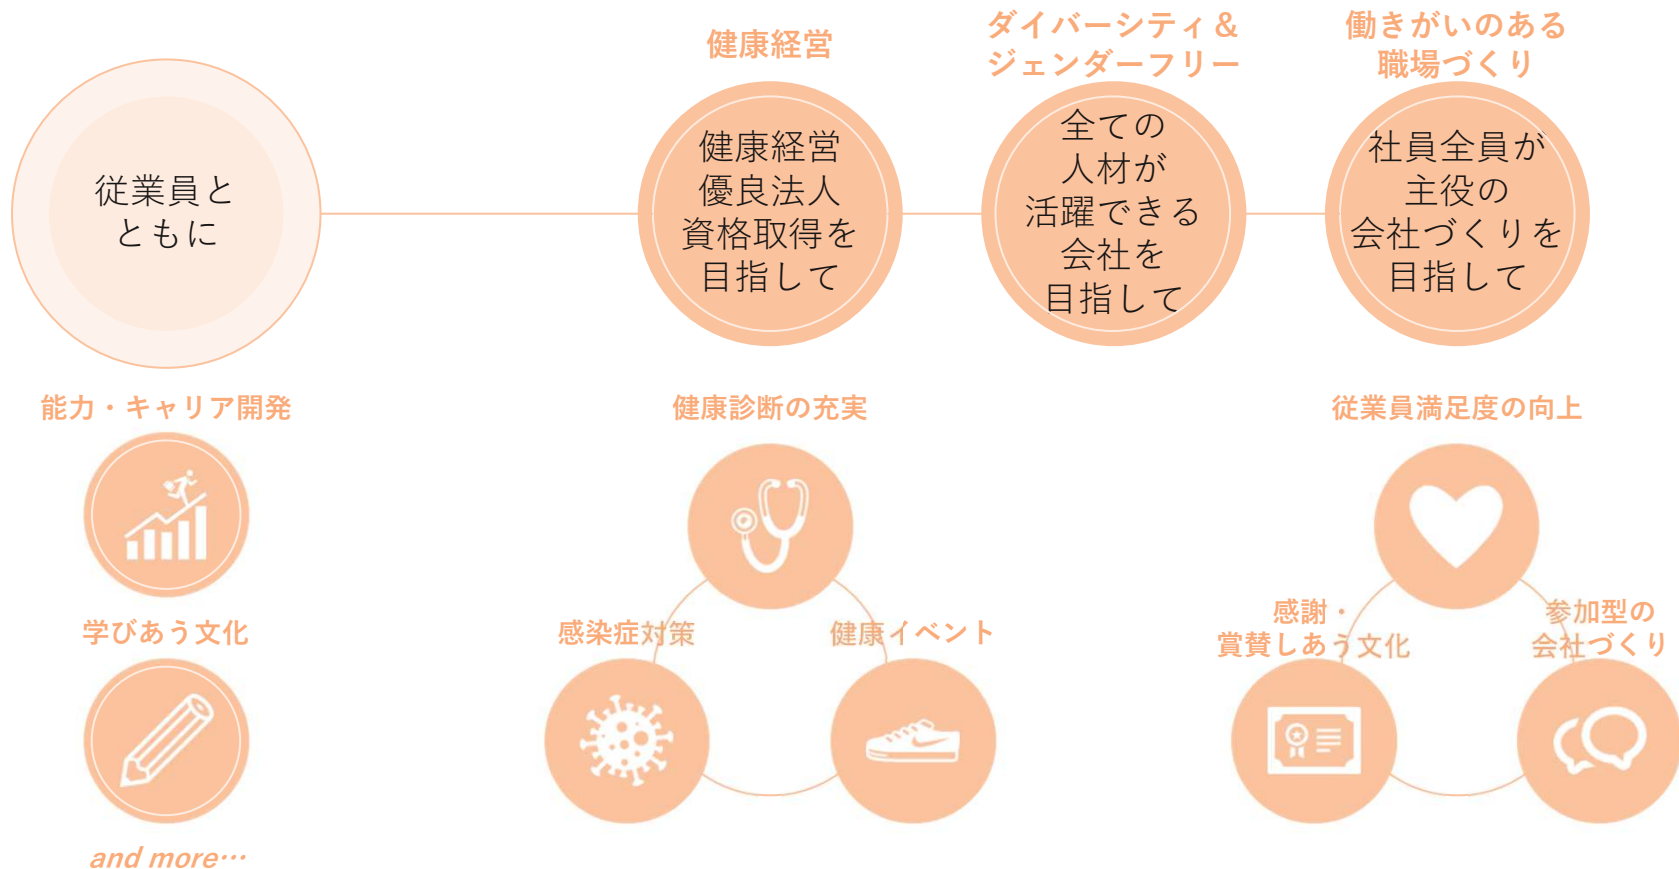 従業員と
ともに
健康経営
健康経営
優良法人
資格取得を
目指して
ダイバーシティ＆
ジェンダーフリー
全ての
人材が
活躍できる
会社を
目指して
働きがいのある
職場づくり
社員全員が
主役の
会社づくりを
目指して
能力・キャリア開発
学びあう文化
and more…
健康診断の充実
感染症対策
健康イベント
従業員満足度の向上
感謝・
賞賛しあう文化
参加型の
会社づくり